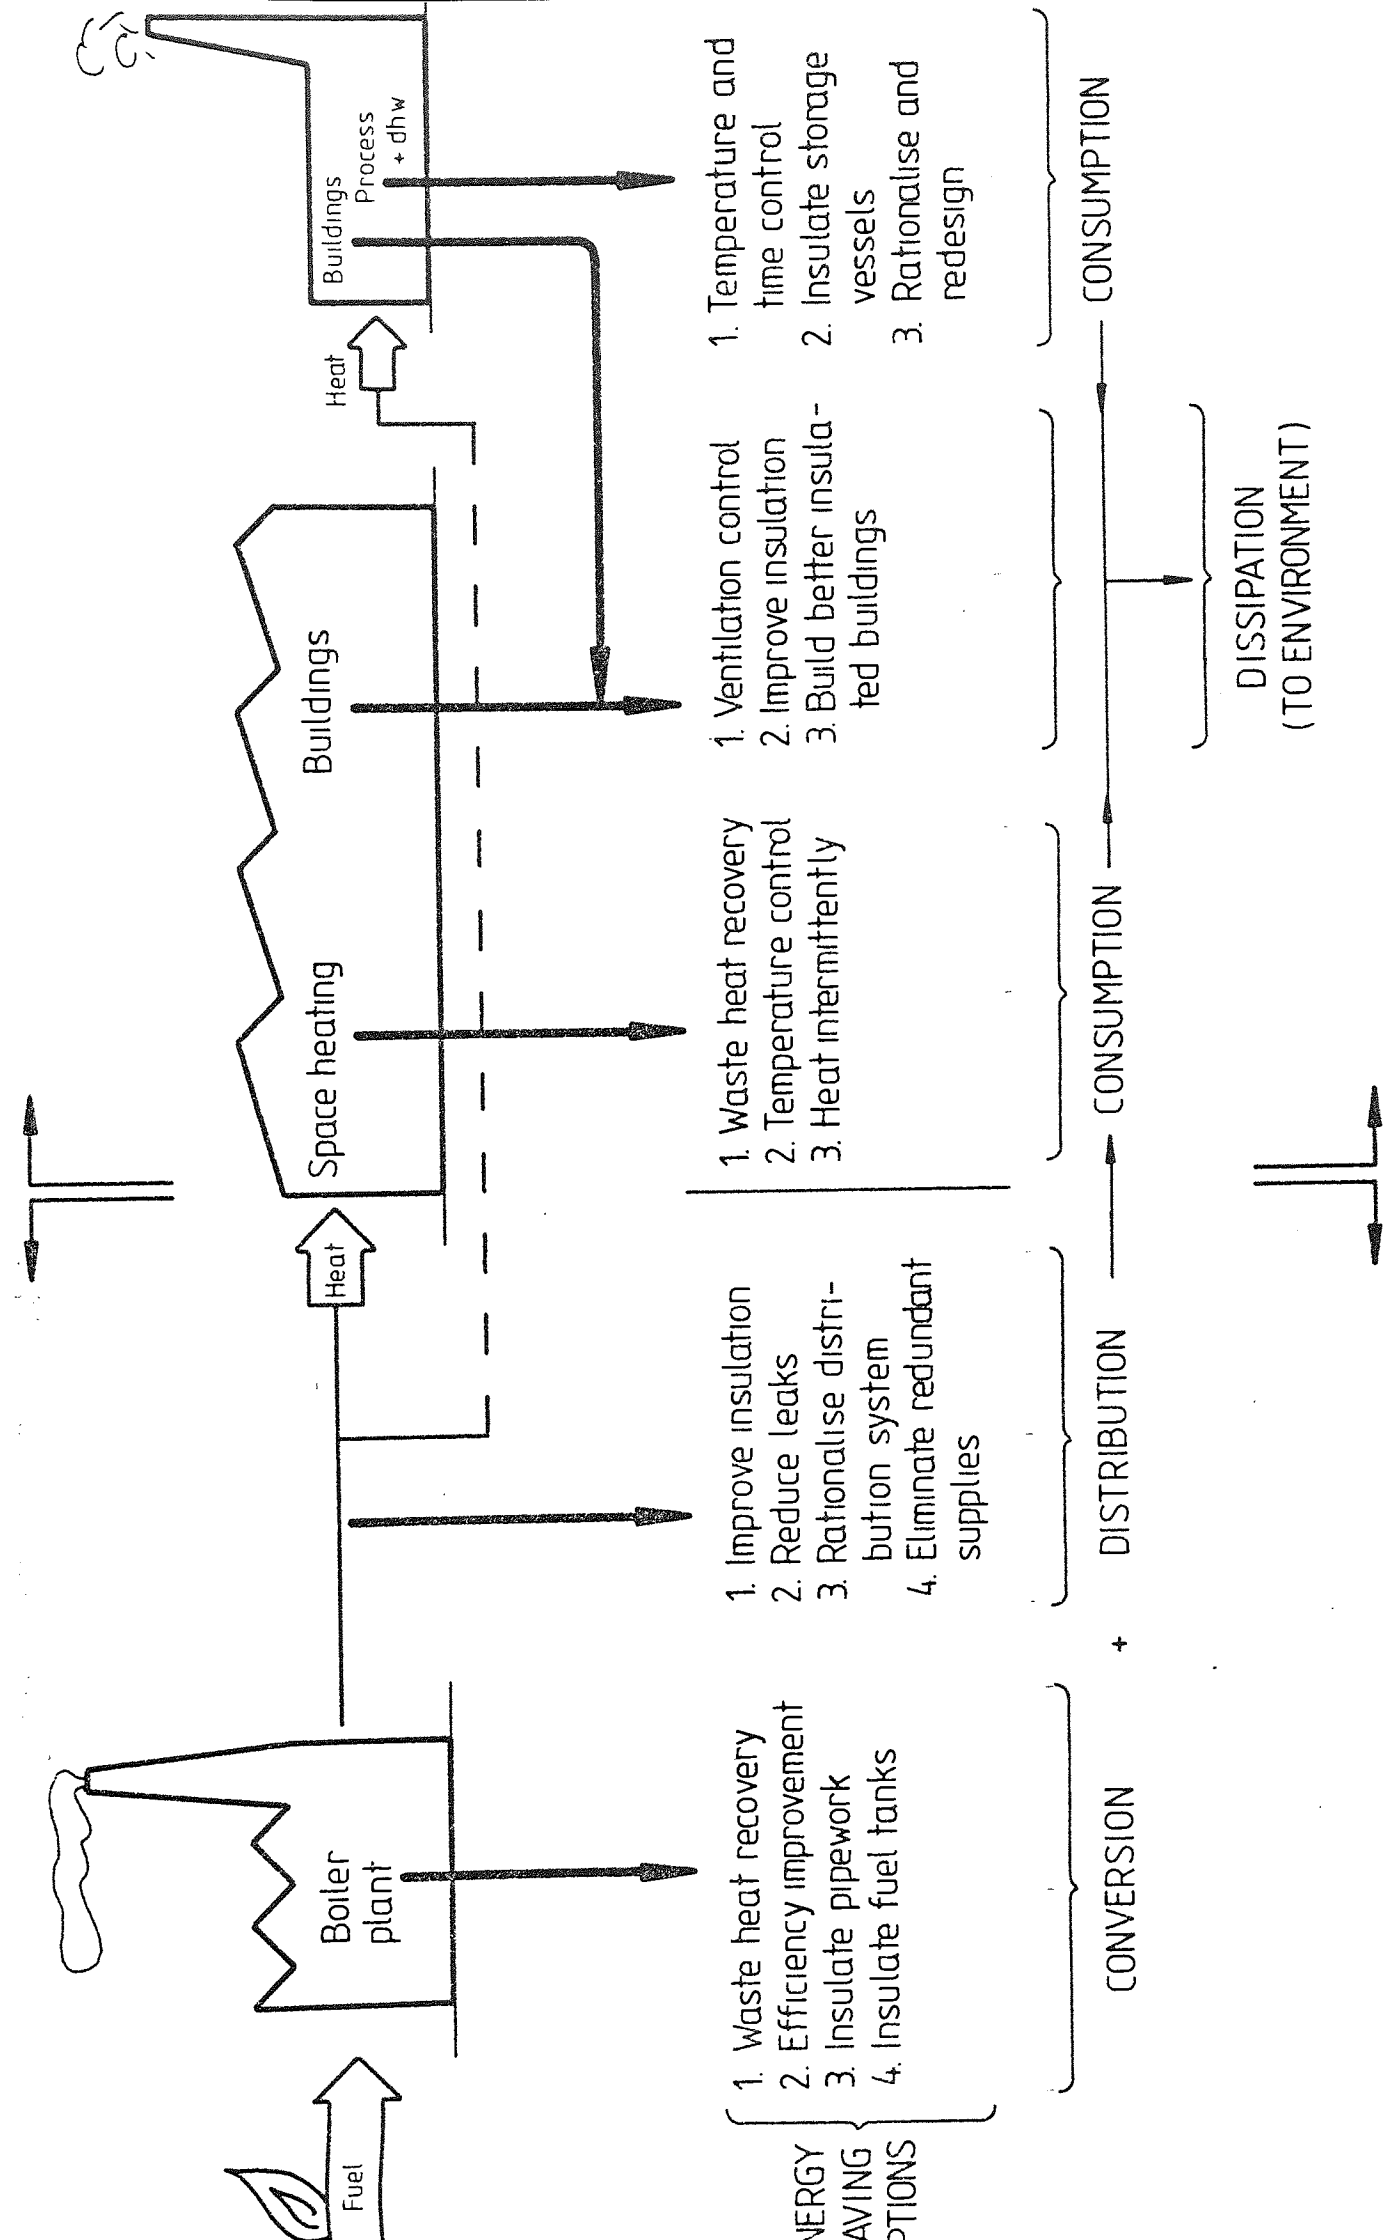 Fuel
Boiler
plant
Heat
Space heating
Buildings
Heat
Buildings
Process
+ dhw
NERGY
AVING
PTIONS
1. Waste heat recovery
2. Efficiency improvement
3. Insulate pipework
4. Insulate fuel tanks
1. Improve insulation
2. Reduce leaks
3. Rationalise distri-
bution system
4. Eliminate redundant
supplies
1. Waste heat recovery
2. Temperature control
3. Heat intermittently
1. Ventilation control
2. Improve insulation
3. Build better insula-
ted buildings
1. Temperature and
time control
2. Insulate storage
vessels
3. Rationalise and
redesign
CONVERSION + DISTRIBUTION CONSUMPTION CONSUMPTION
DISSIPATION
(TO ENVIRONMENT)